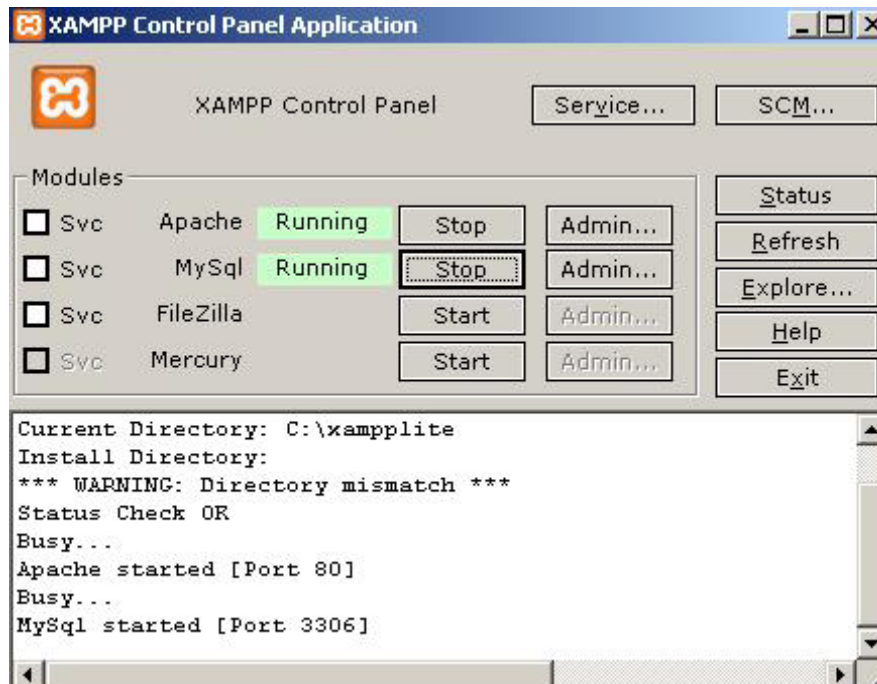 XAMPP Control Panel Application
XAMPP Control Panel Service... SCM...
Modules
Svc Apache Running Stop Admin...
Svc MySql Running Stop Admin...
Svc FileZilla Start Admin...
Svc Mercury Start Admin...
Status
Refresh
Explore...
Help
Exit
Current Directory: C:\xampplite
Install Directory:
*** WARNING: Directory mismatch ***
Status Check OK
Busy...
Apache started [Port 80]
Busy...
MySql started [Port 3306]